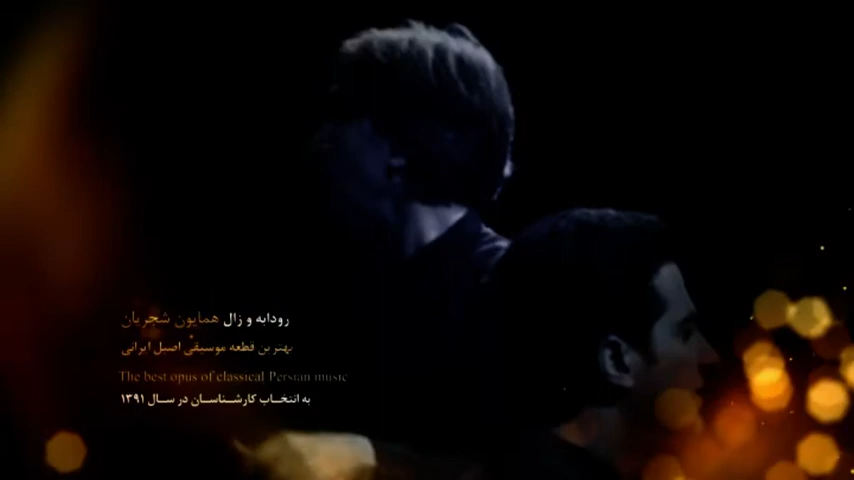 رودابه و زال همایون شجریان
بهترین قطعه موسیقی اصیل ایرانی
The best opus of classical Persian music
به انتخاب کارشناسان در سال ۱۳۹۱